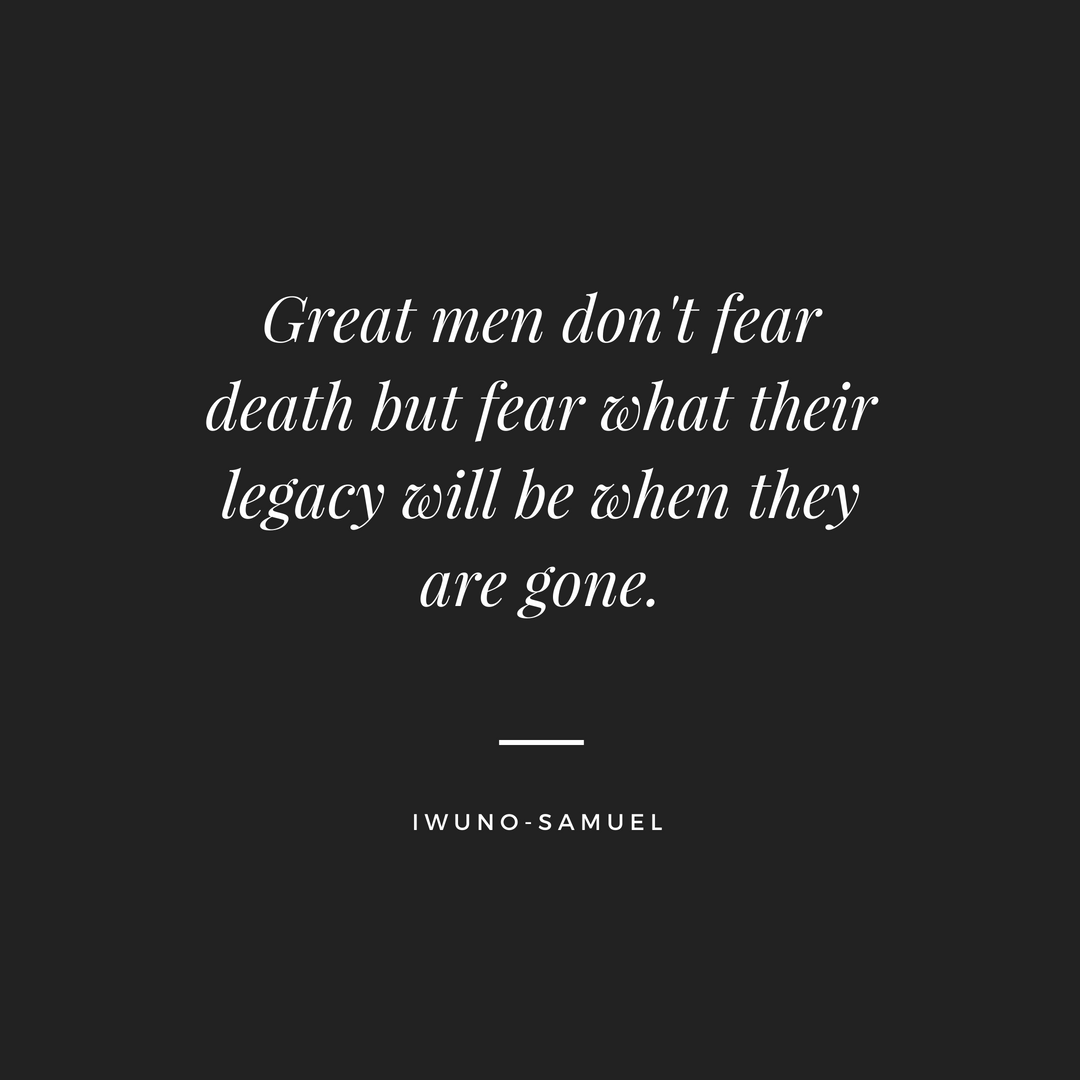 Great men don't fear
death but fear what their
legacy will be when they
are gone.
IWUNO-SAMUEL